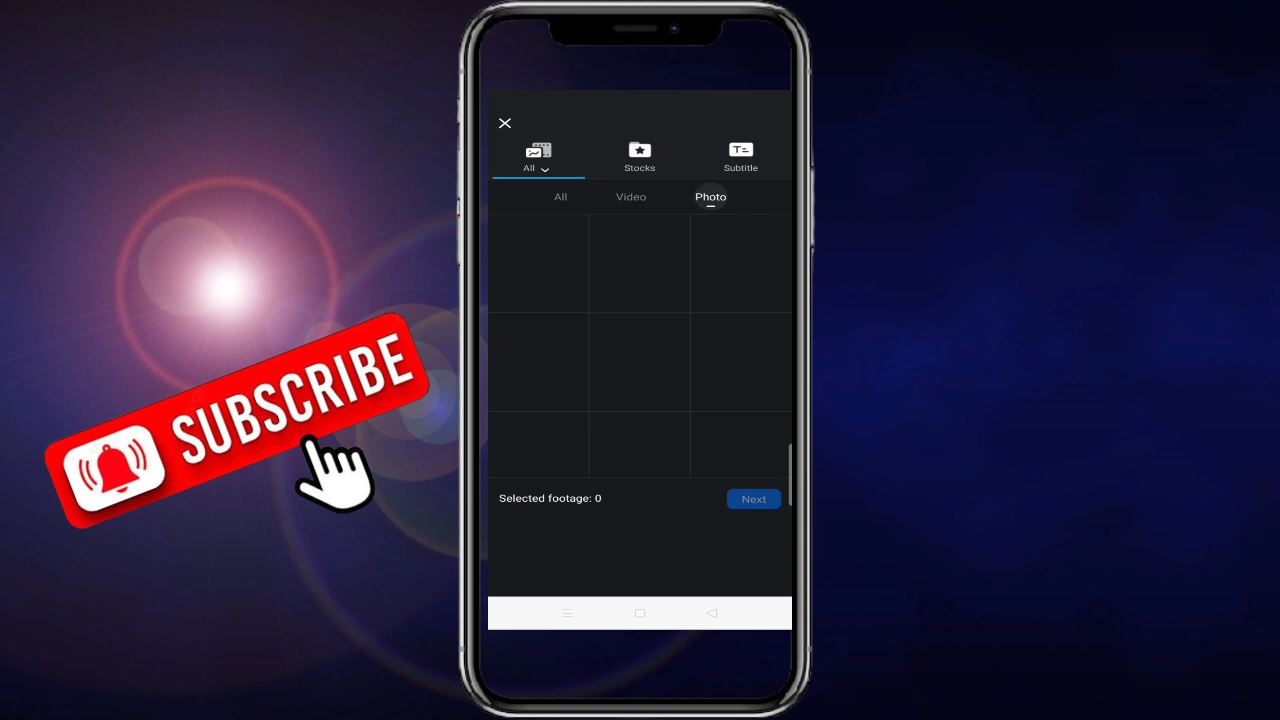 SUBSCRIBE
All
Stocks
Subtitle
All
Video
Photo
Selected footage: 0
Next